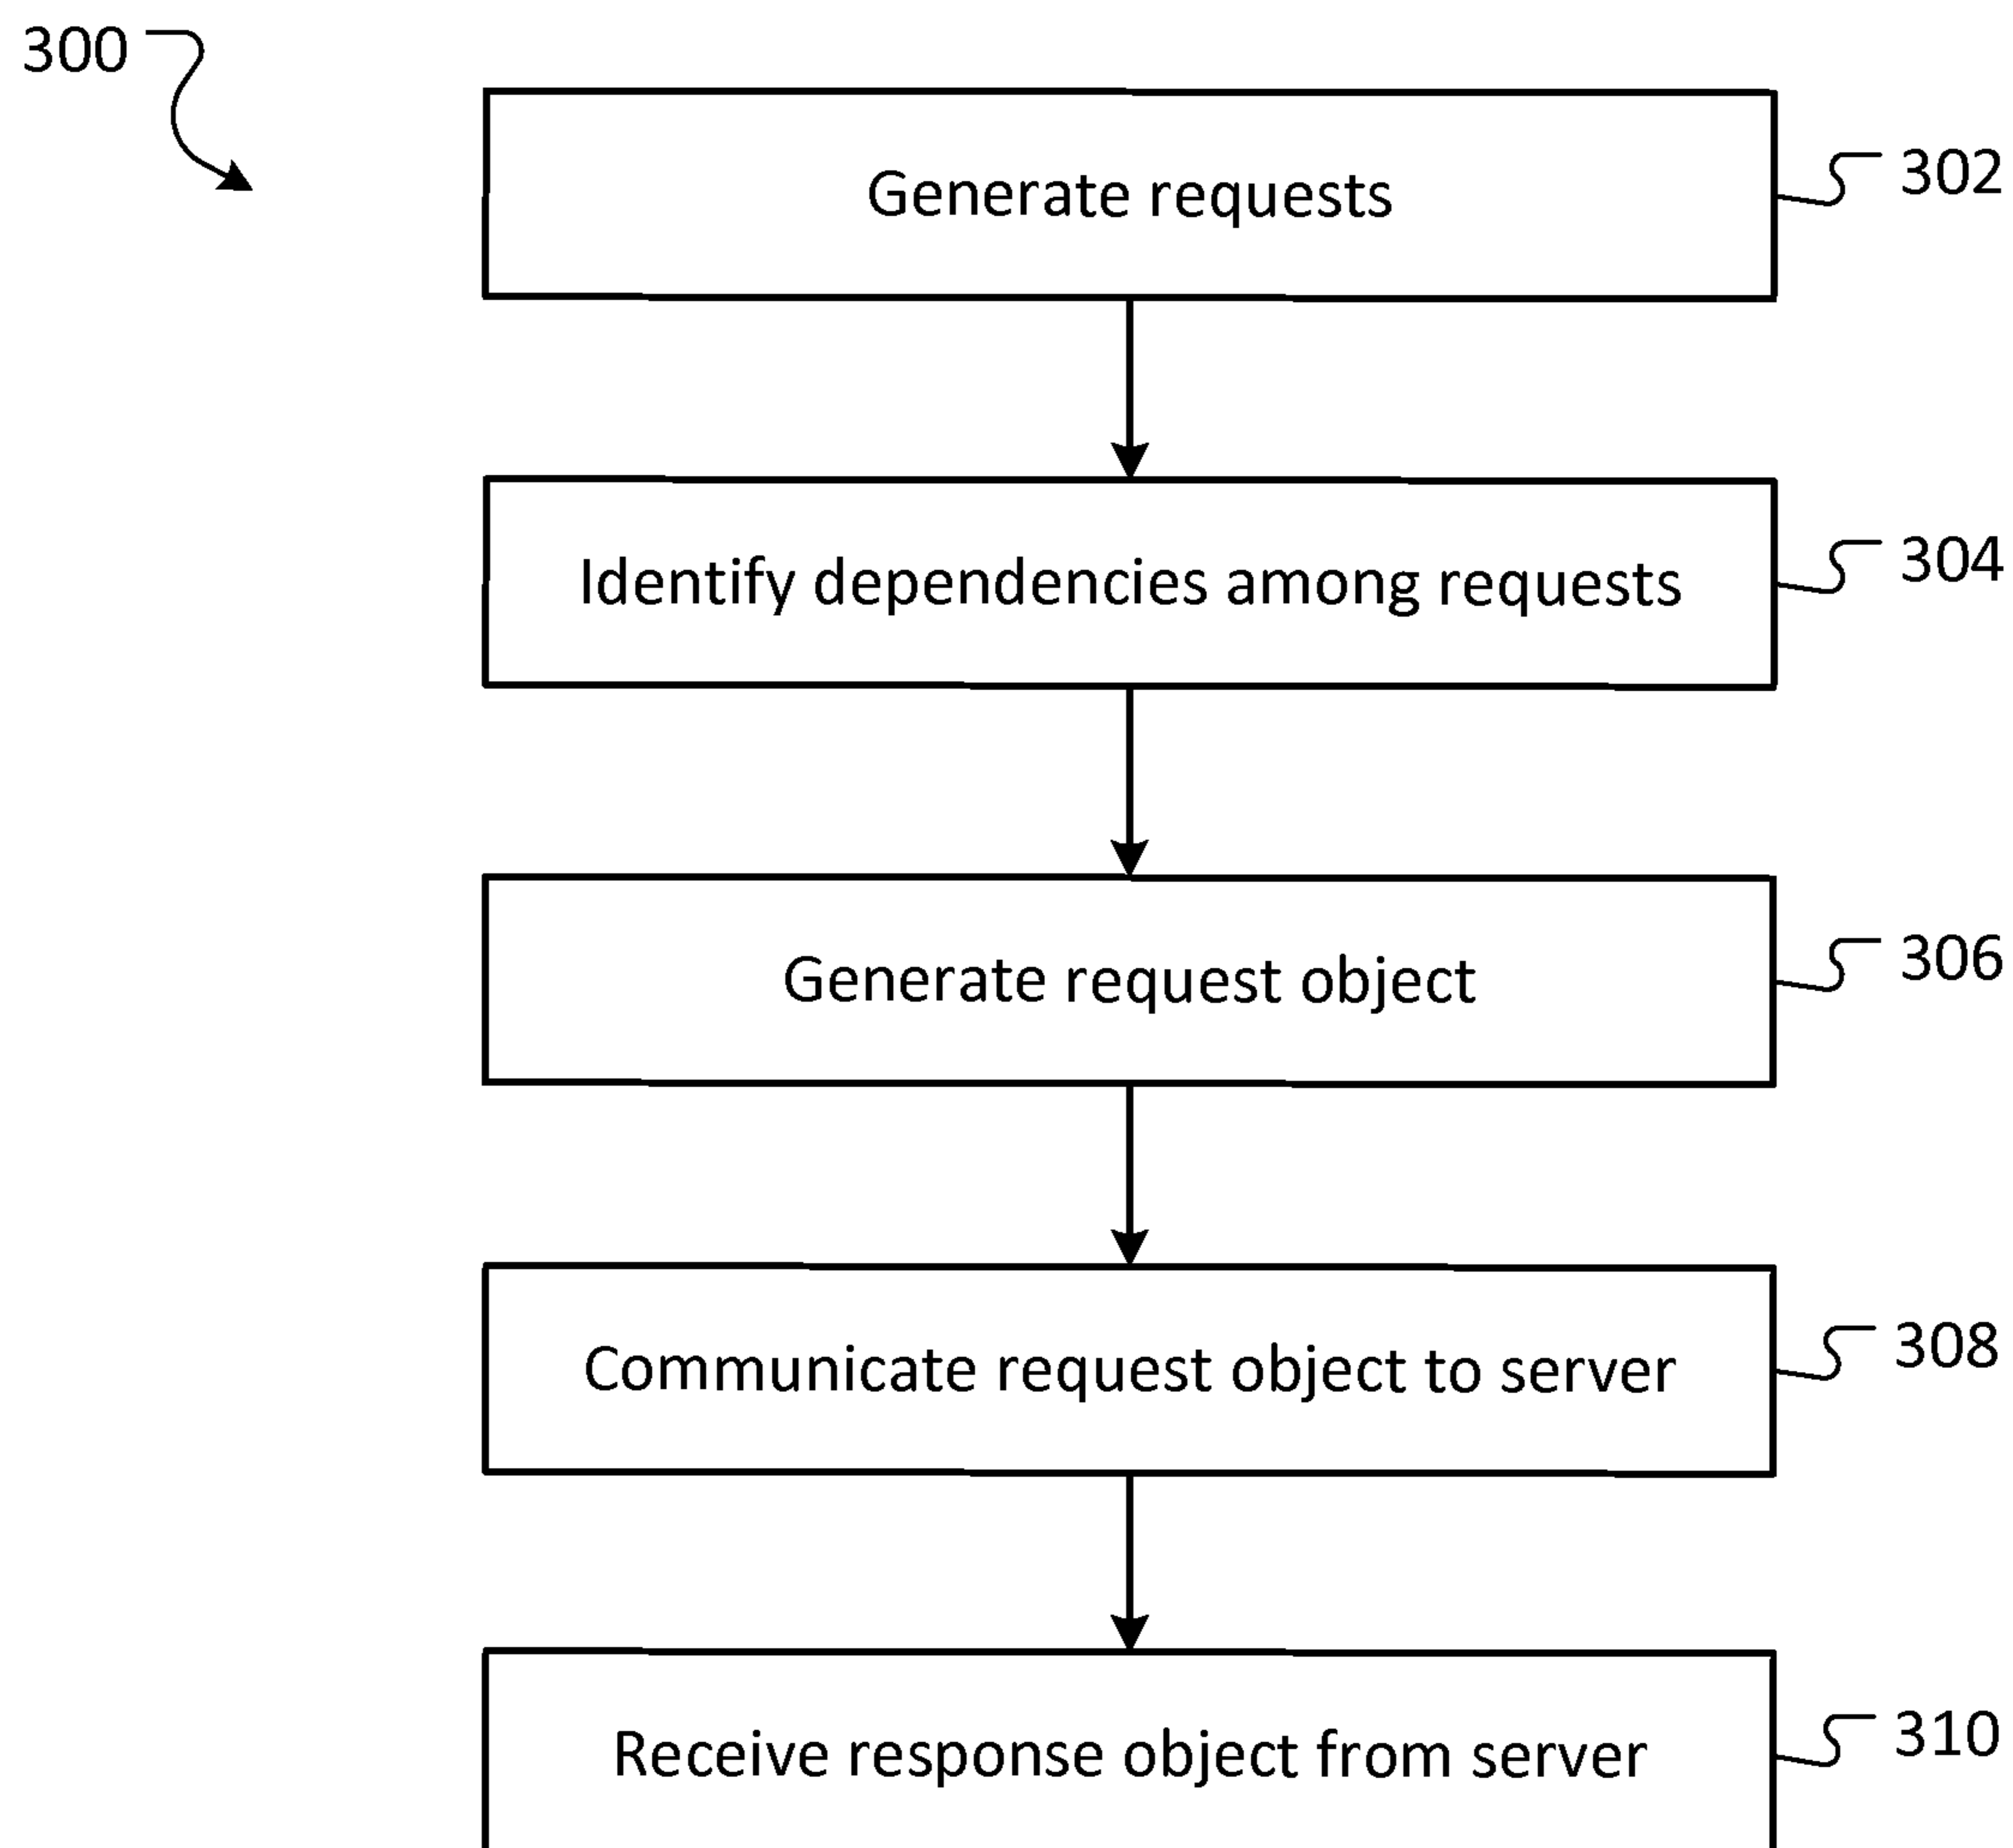 300
Generate requests
302
Identify dependencies among requests
304
Generate request object
306
Communicate request object to server
308
Receive response object from server
310